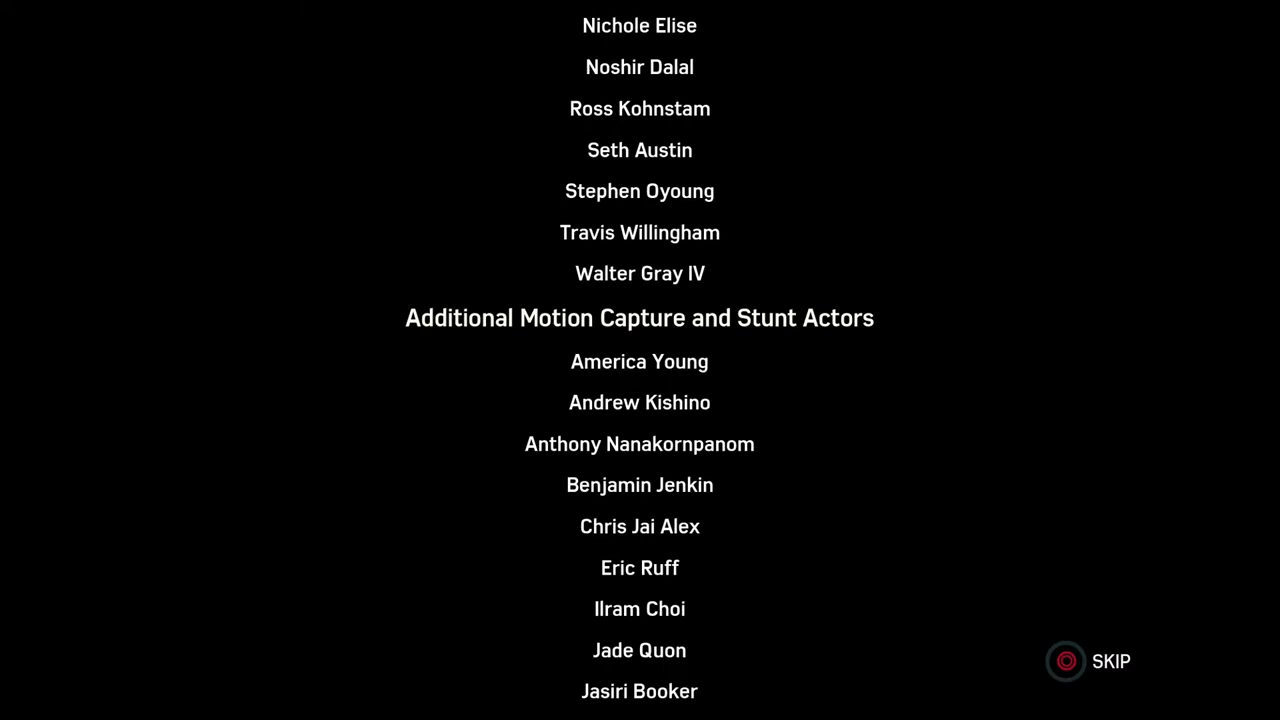 Nichole Elise
Noshir Dalal
Ross Kohnstam
Seth Austin
Stephen Oyoung
Travis Willingham
Walter Gray IV
Additional Motion Capture and Stunt Actors
America Young
Andrew Kishino
Anthony Nanakornpanom
Benjamin Jenkin
Chris Jai Alex
Eric Ruff
Ilram Choi
Jade Quon
SKIP
Jasiri Booker